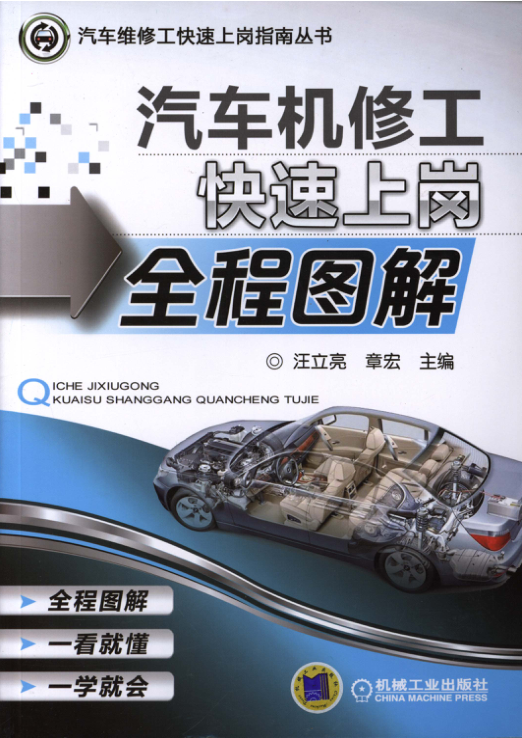 汽车维修工快速上岗指南丛书
汽车机修工
快速上岗
全程图解
◎ 汪立亮 章宏 主编
QICHE JIXIUGONG
KUAISU SHANGGANG QUANCHENG TUJIE
全程图解
一看就懂
一学就会
机械工业出版社
CHINA MACHINE PRESS